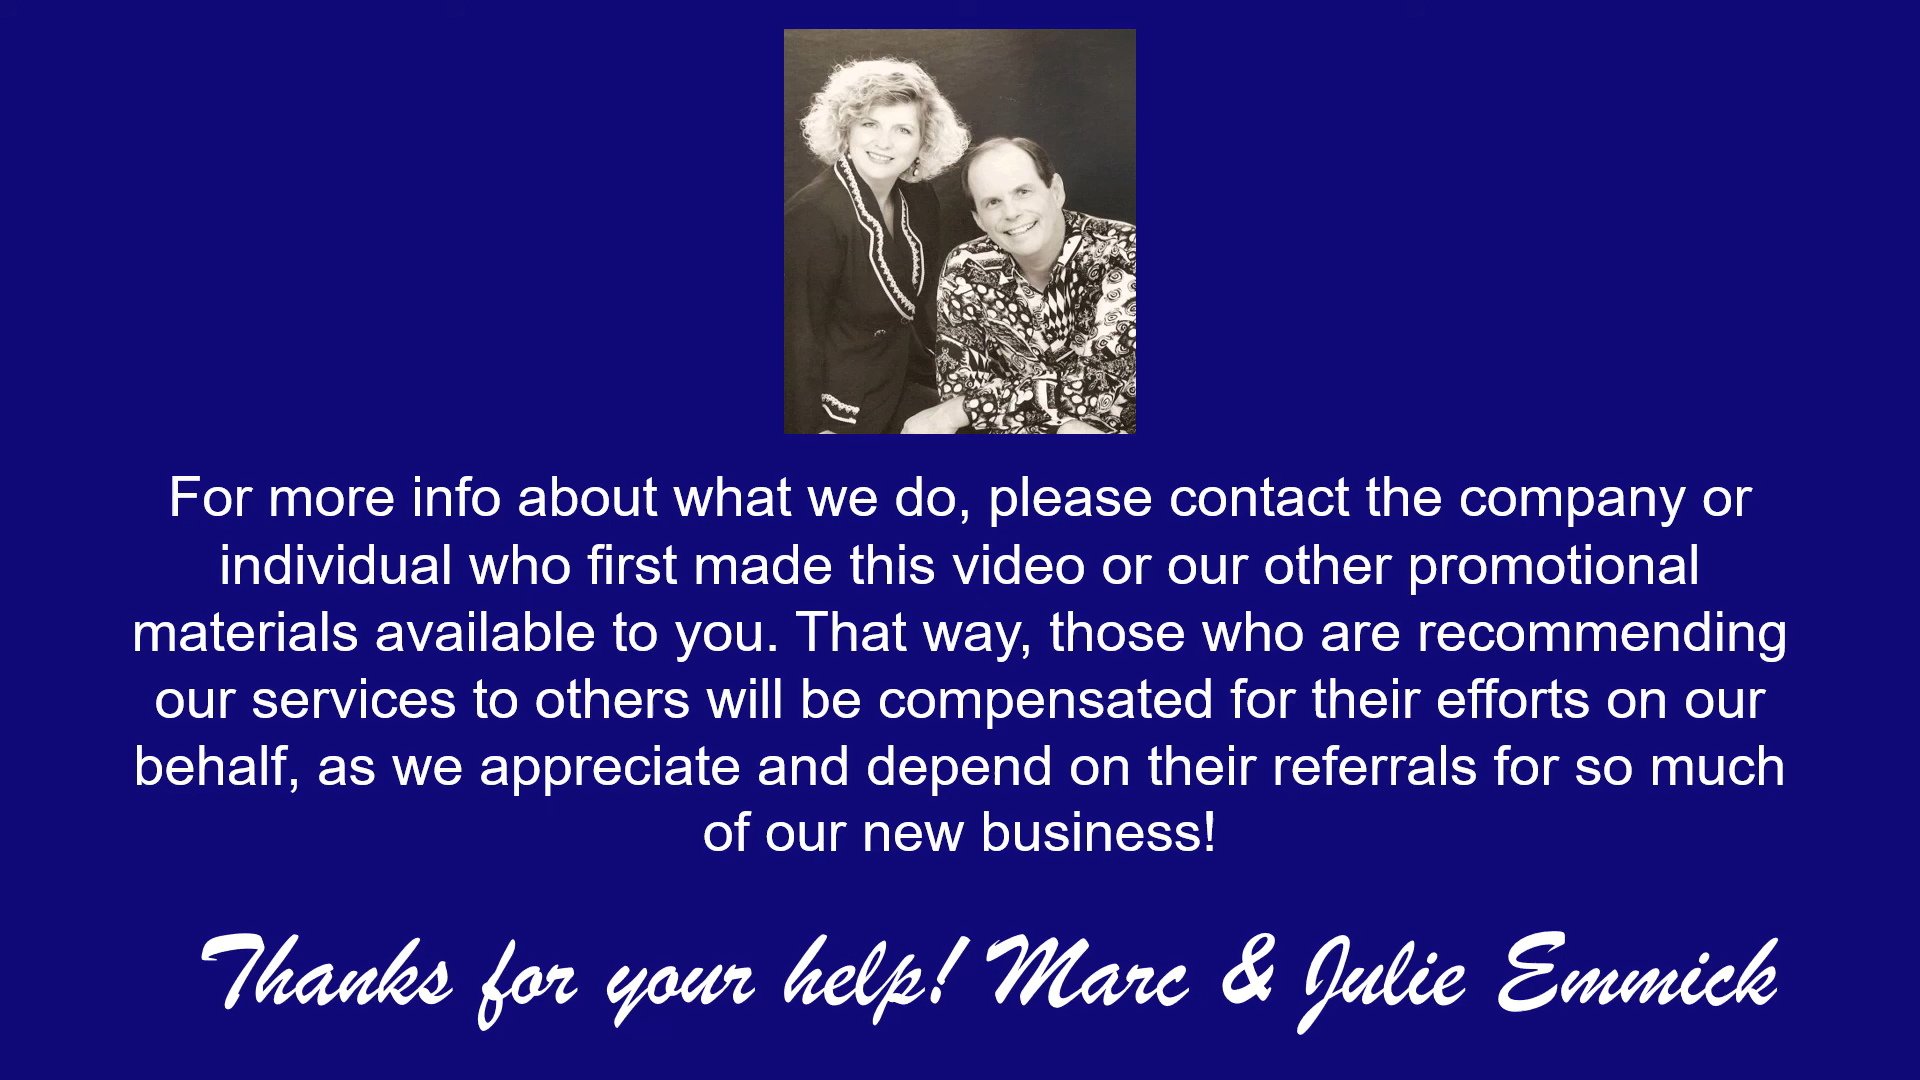 For more info about what we do, please contact the company or
individual who first made this video or our other promotional
materials available to you. That way, those who are recommending
our services to others will be compensated for their efforts on our
behalf, as we appreciate and depend on their referrals for so much
of our new business!
Thanks for your help! Marc & Julie Emmick